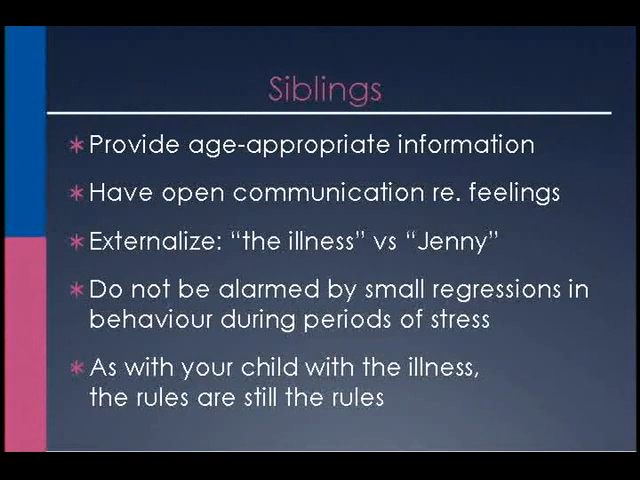 Siblings
* Provide age-appropriate information
* Have open communication re. feelings
* Externalize: “the illness” vs “Jenny”
* Do not be alarmed by small regressions in
behaviour during periods of stress
* As with your child with the illness,
the rules are still the rules